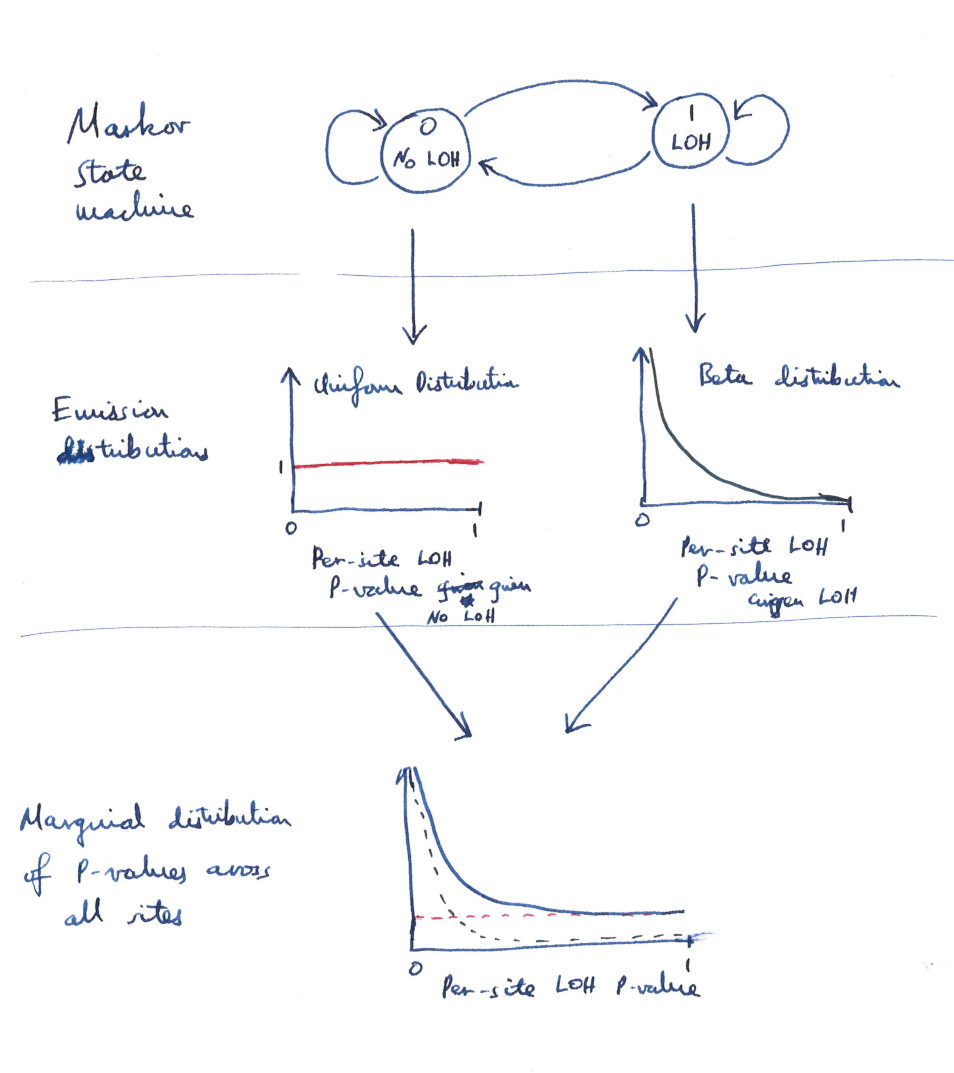 Markov
state
machine
0
No LOH
1
LOH
Emission
distributions
Uniform Distribution
1
0
1
Per-site LOH
P-value given
No LOH
Beta distribution
0
1
Per-site LOH
P-value
given LOH
Marginal distribution
of P-values across
all sites
0
1
Per-site LOH P-value